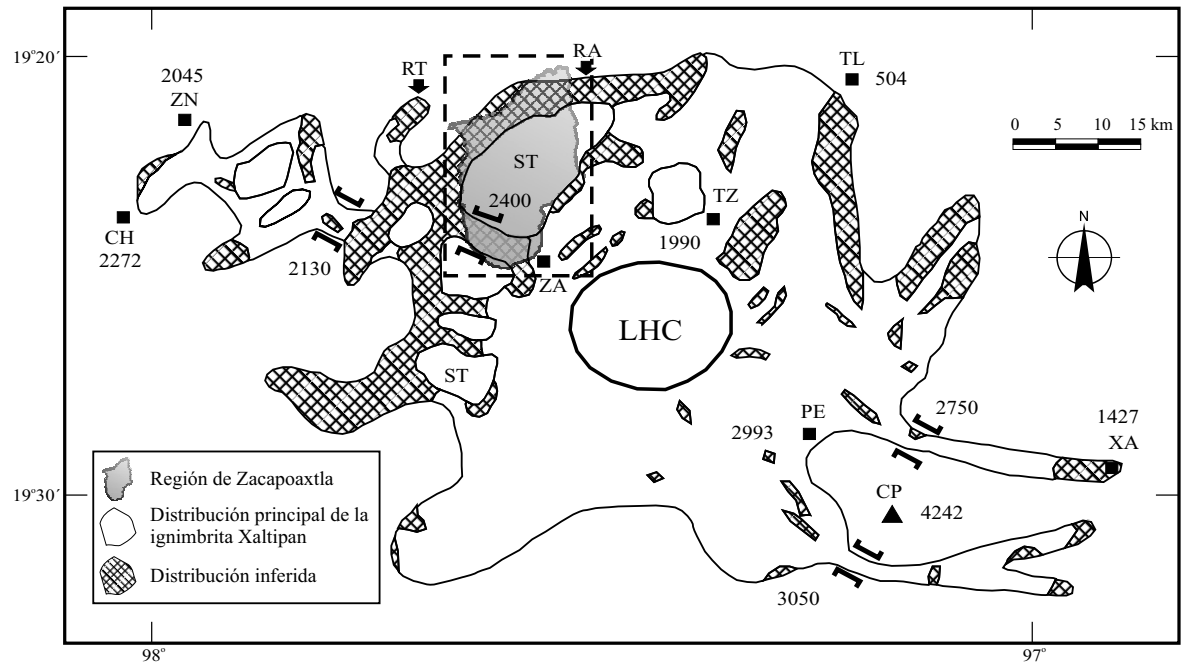 19°20´
2045
ZN
RT
RA
TL
504
0 5 10 15 km
ST
2400
N
TZ
1990
CH
2272
2130
ZA
LHC
ST
PE
2993
2750
1427
XA
CP
4242
3050
Región de Zacapoaxtla
Distribución principal de la
ignimbrita Xaltipan
Distribución inferida
19°30´
98°
97°